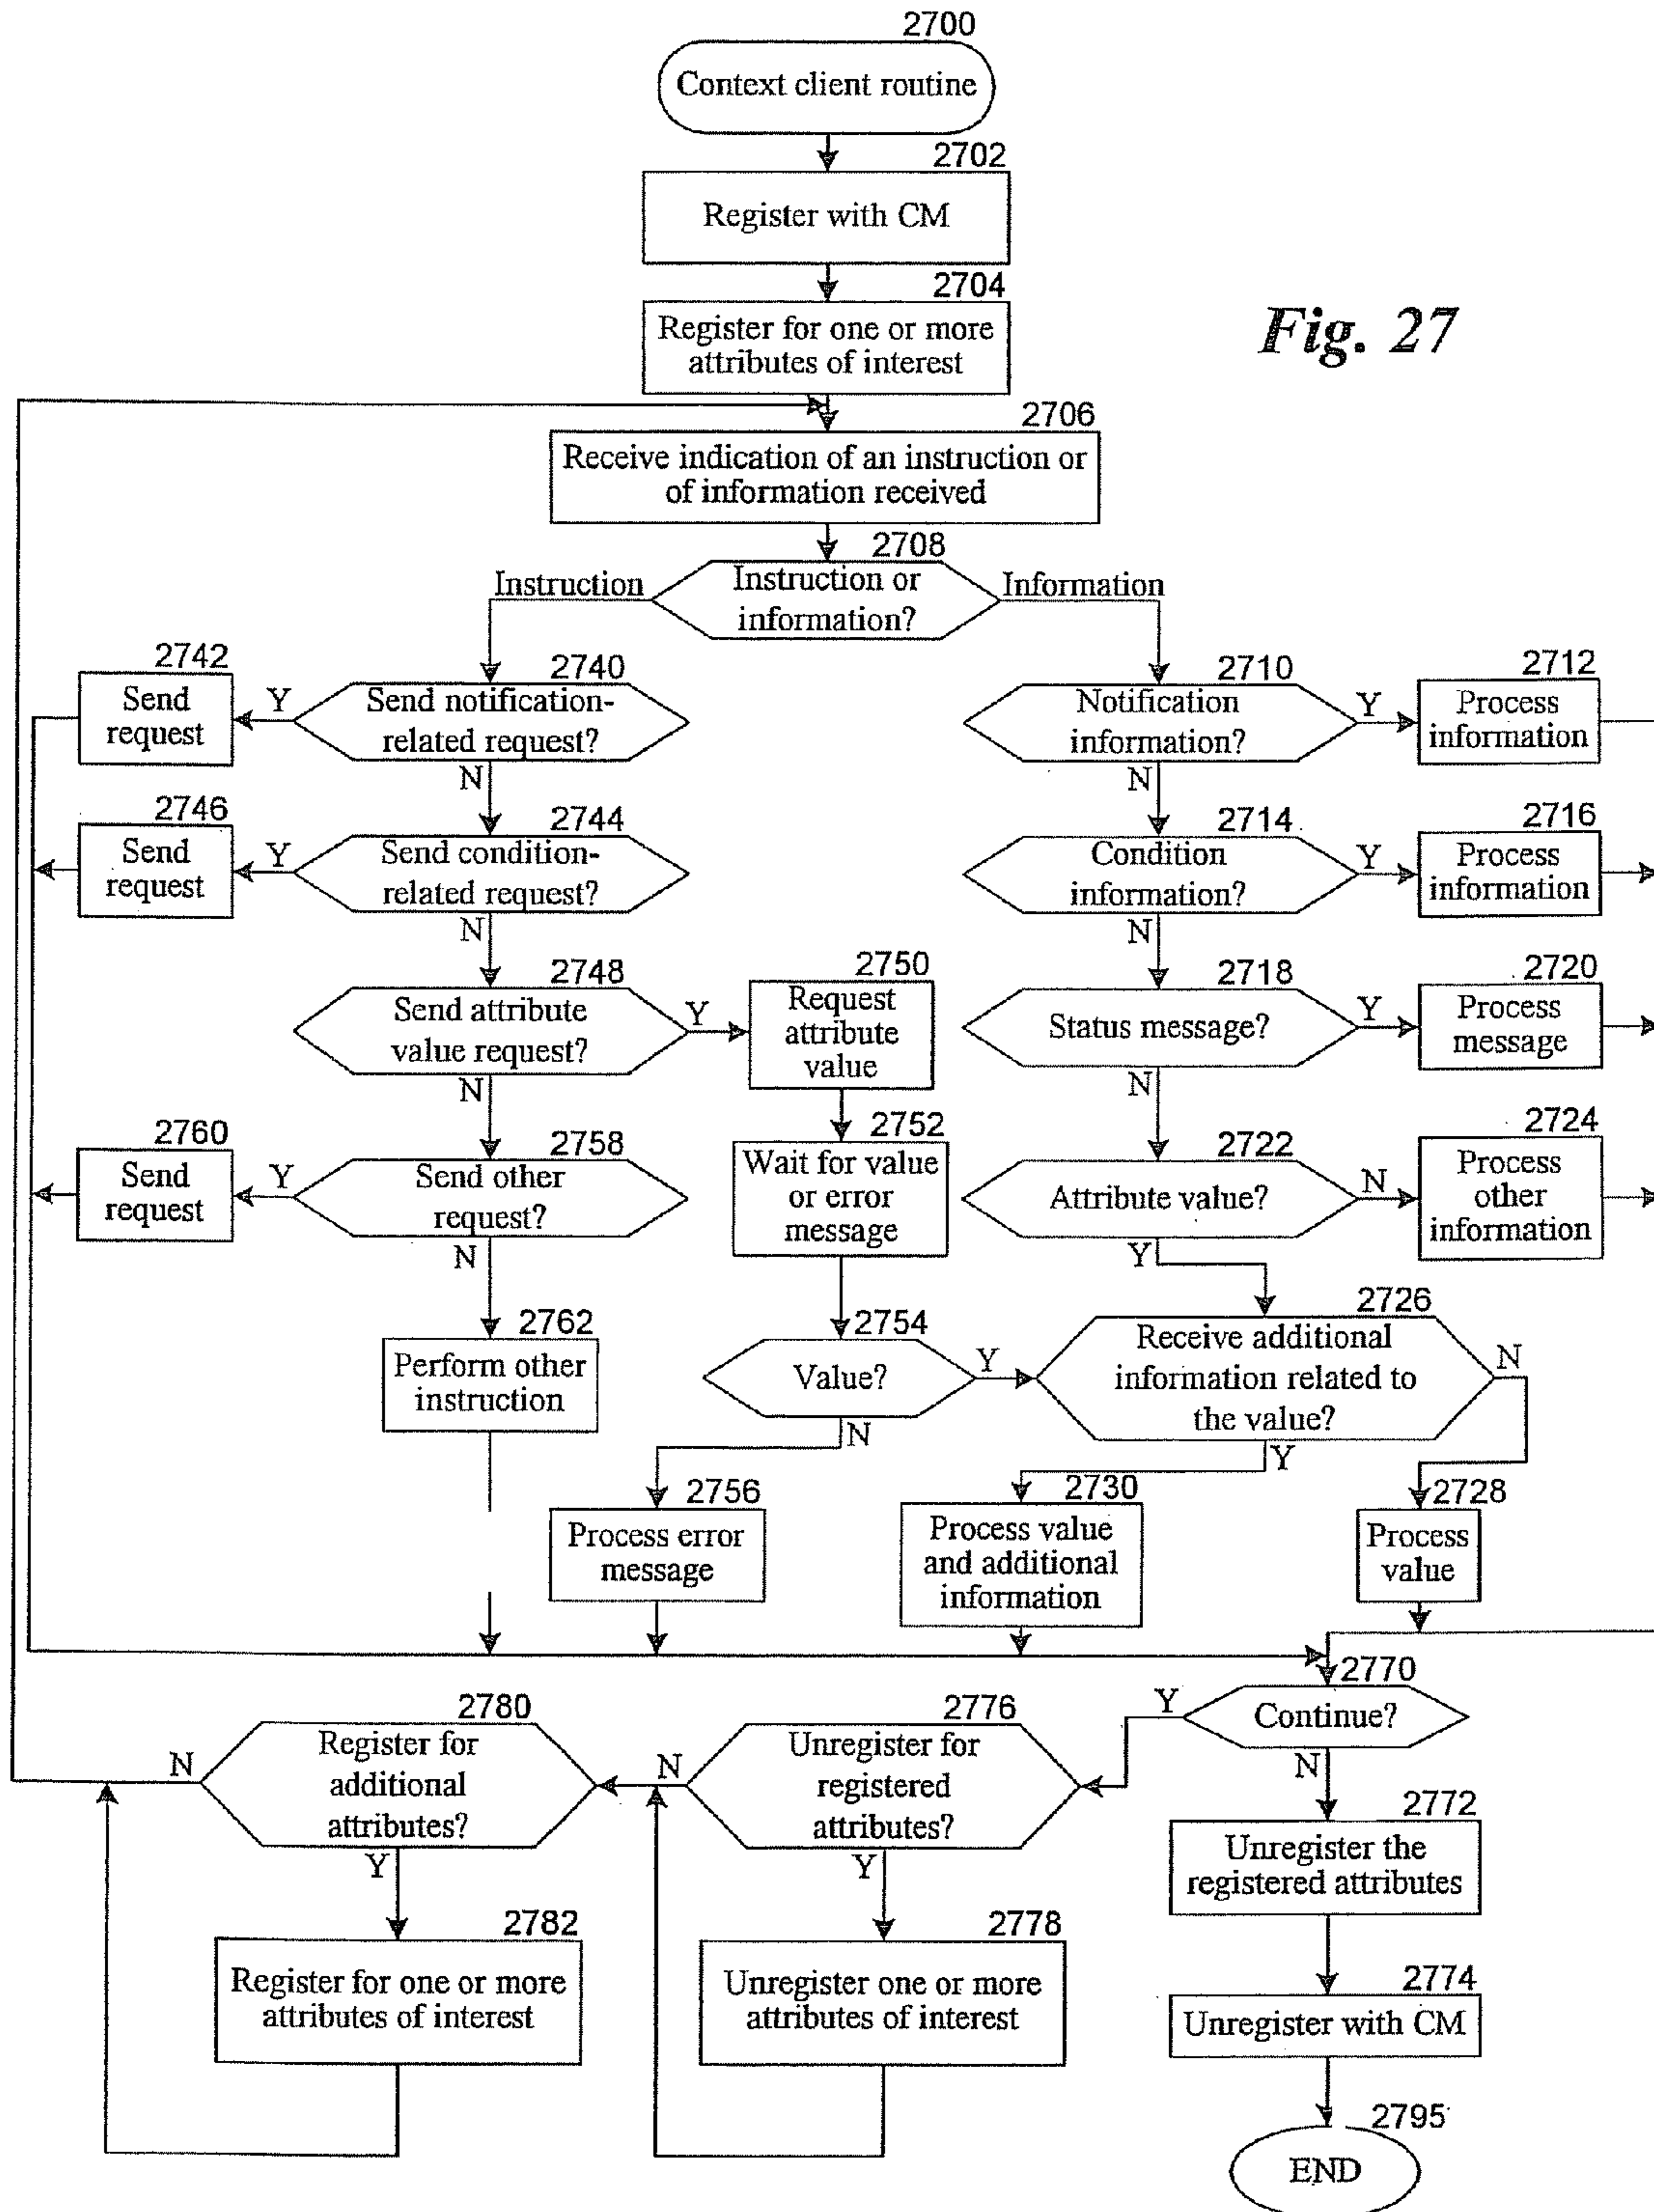 2700
Context client routine
2702
Register with CM
2704
Register for one or more
attributes of interest
Fig. 27
2706
Receive indication of an instruction or
of information received
2708
Instruction
Instruction or
information?
Information
2742
Send
request
Y
2740
Send notification-
related request?
N
2710
Notification
information?
Y
N
2712
Process
information
2746
Send
request
Y
2744
Send condition-
related request?
N
2714
Condition
information?
Y
N
2716
Process
information
2748
Send attribute
value request?
Y
N
2750
Request
attribute
value
2718
Status message?
Y
N
2720
Process
message
2760
Send
request
Y
2758
Send other
request?
N
2752
Wait for value
or error
message
2722
Attribute value?
N
Y
2724
Process
other
information
2762
Perform other
instruction
2754
Value?
Y
N
2726
Receive additional
information related to
the value?
N
Y
2756
Process error
message
2730
Process value
and additional
information
2728
Process
value
2770
Continue?
Y
N
2780
Register for
additional
attributes?
N
Y
2776
Unregister for
registered
attributes?
N
Y
2772
Unregister the
registered attributes
2782
Register for one or more
attributes of interest
2778
Unregister one or more
attributes of interest
2774
Unregister with CM
2795
END